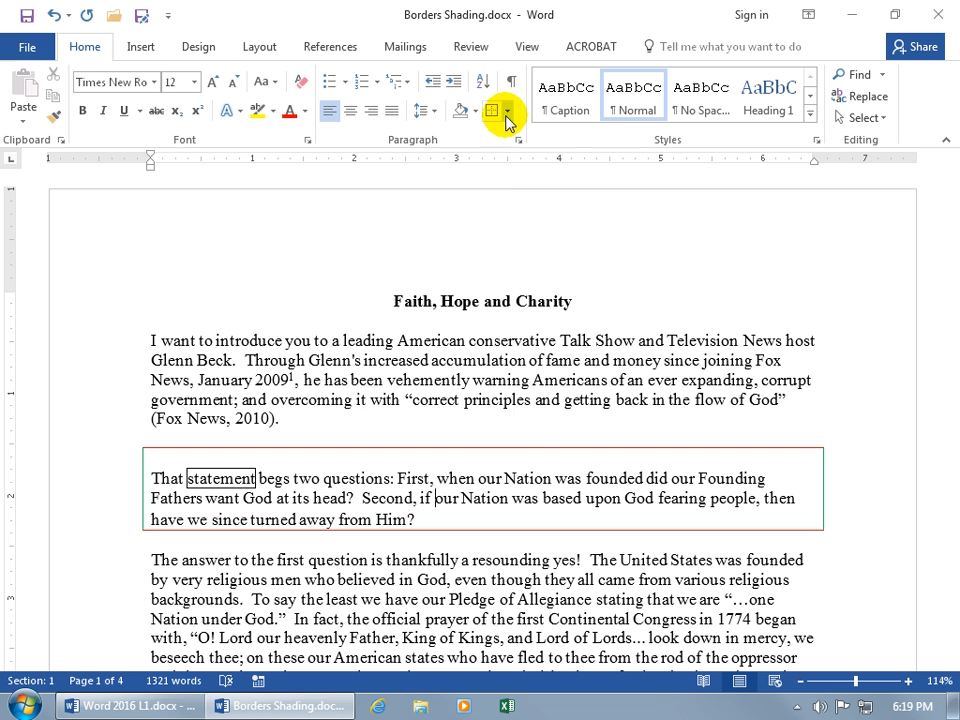 Borders Shading.docx - Word
Sign in
File Home Insert Design Layout References Mailings Review View ACROBAT Tell me what you want to do Share
Paste
Times New Ro 12 Aa
B I U abc x₂ x² A A
AaBbCc AaBbCc AaBbCc AaBbC
¶ Caption ¶ Normal ¶ No Spac... Heading 1
Find
Replace
Select
Clipboard Font Paragraph Styles Editing
1 1 2 3 4 5 6 7
Faith, Hope and Charity
I want to introduce you to a leading American conservative Talk Show and Television News host
Glenn Beck. Through Glenn's increased accumulation of fame and money since joining Fox
News, January 2009¹, he has been vehemently warning Americans of an ever expanding, corrupt
government; and overcoming it with “correct principles and getting back in the flow of God”
(Fox News, 2010).
That statement begs two questions: First, when our Nation was founded did our Founding
Fathers want God at its head? Second, if our Nation was based upon God fearing people, then
have we since turned away from Him?
The answer to the first question is thankfully a resounding yes! The United States was founded
by very religious men who believed in God, even though they all came from various religious
backgrounds. To say the least we have our Pledge of Allegiance stating that we are “…one
Nation under God.” In fact, the official prayer of the first Continental Congress in 1774 began
with, “O! Lord our heavenly Father, King of Kings, and Lord of Lords... look down in mercy, we
beseech thee; on these our American states who have fled to thee from the rod of the oppressor
Section: 1 Page 1 of 4 1321 words 114%
Word 2016 L1.docx - ... Borders Shading.doc... 6:19 PM